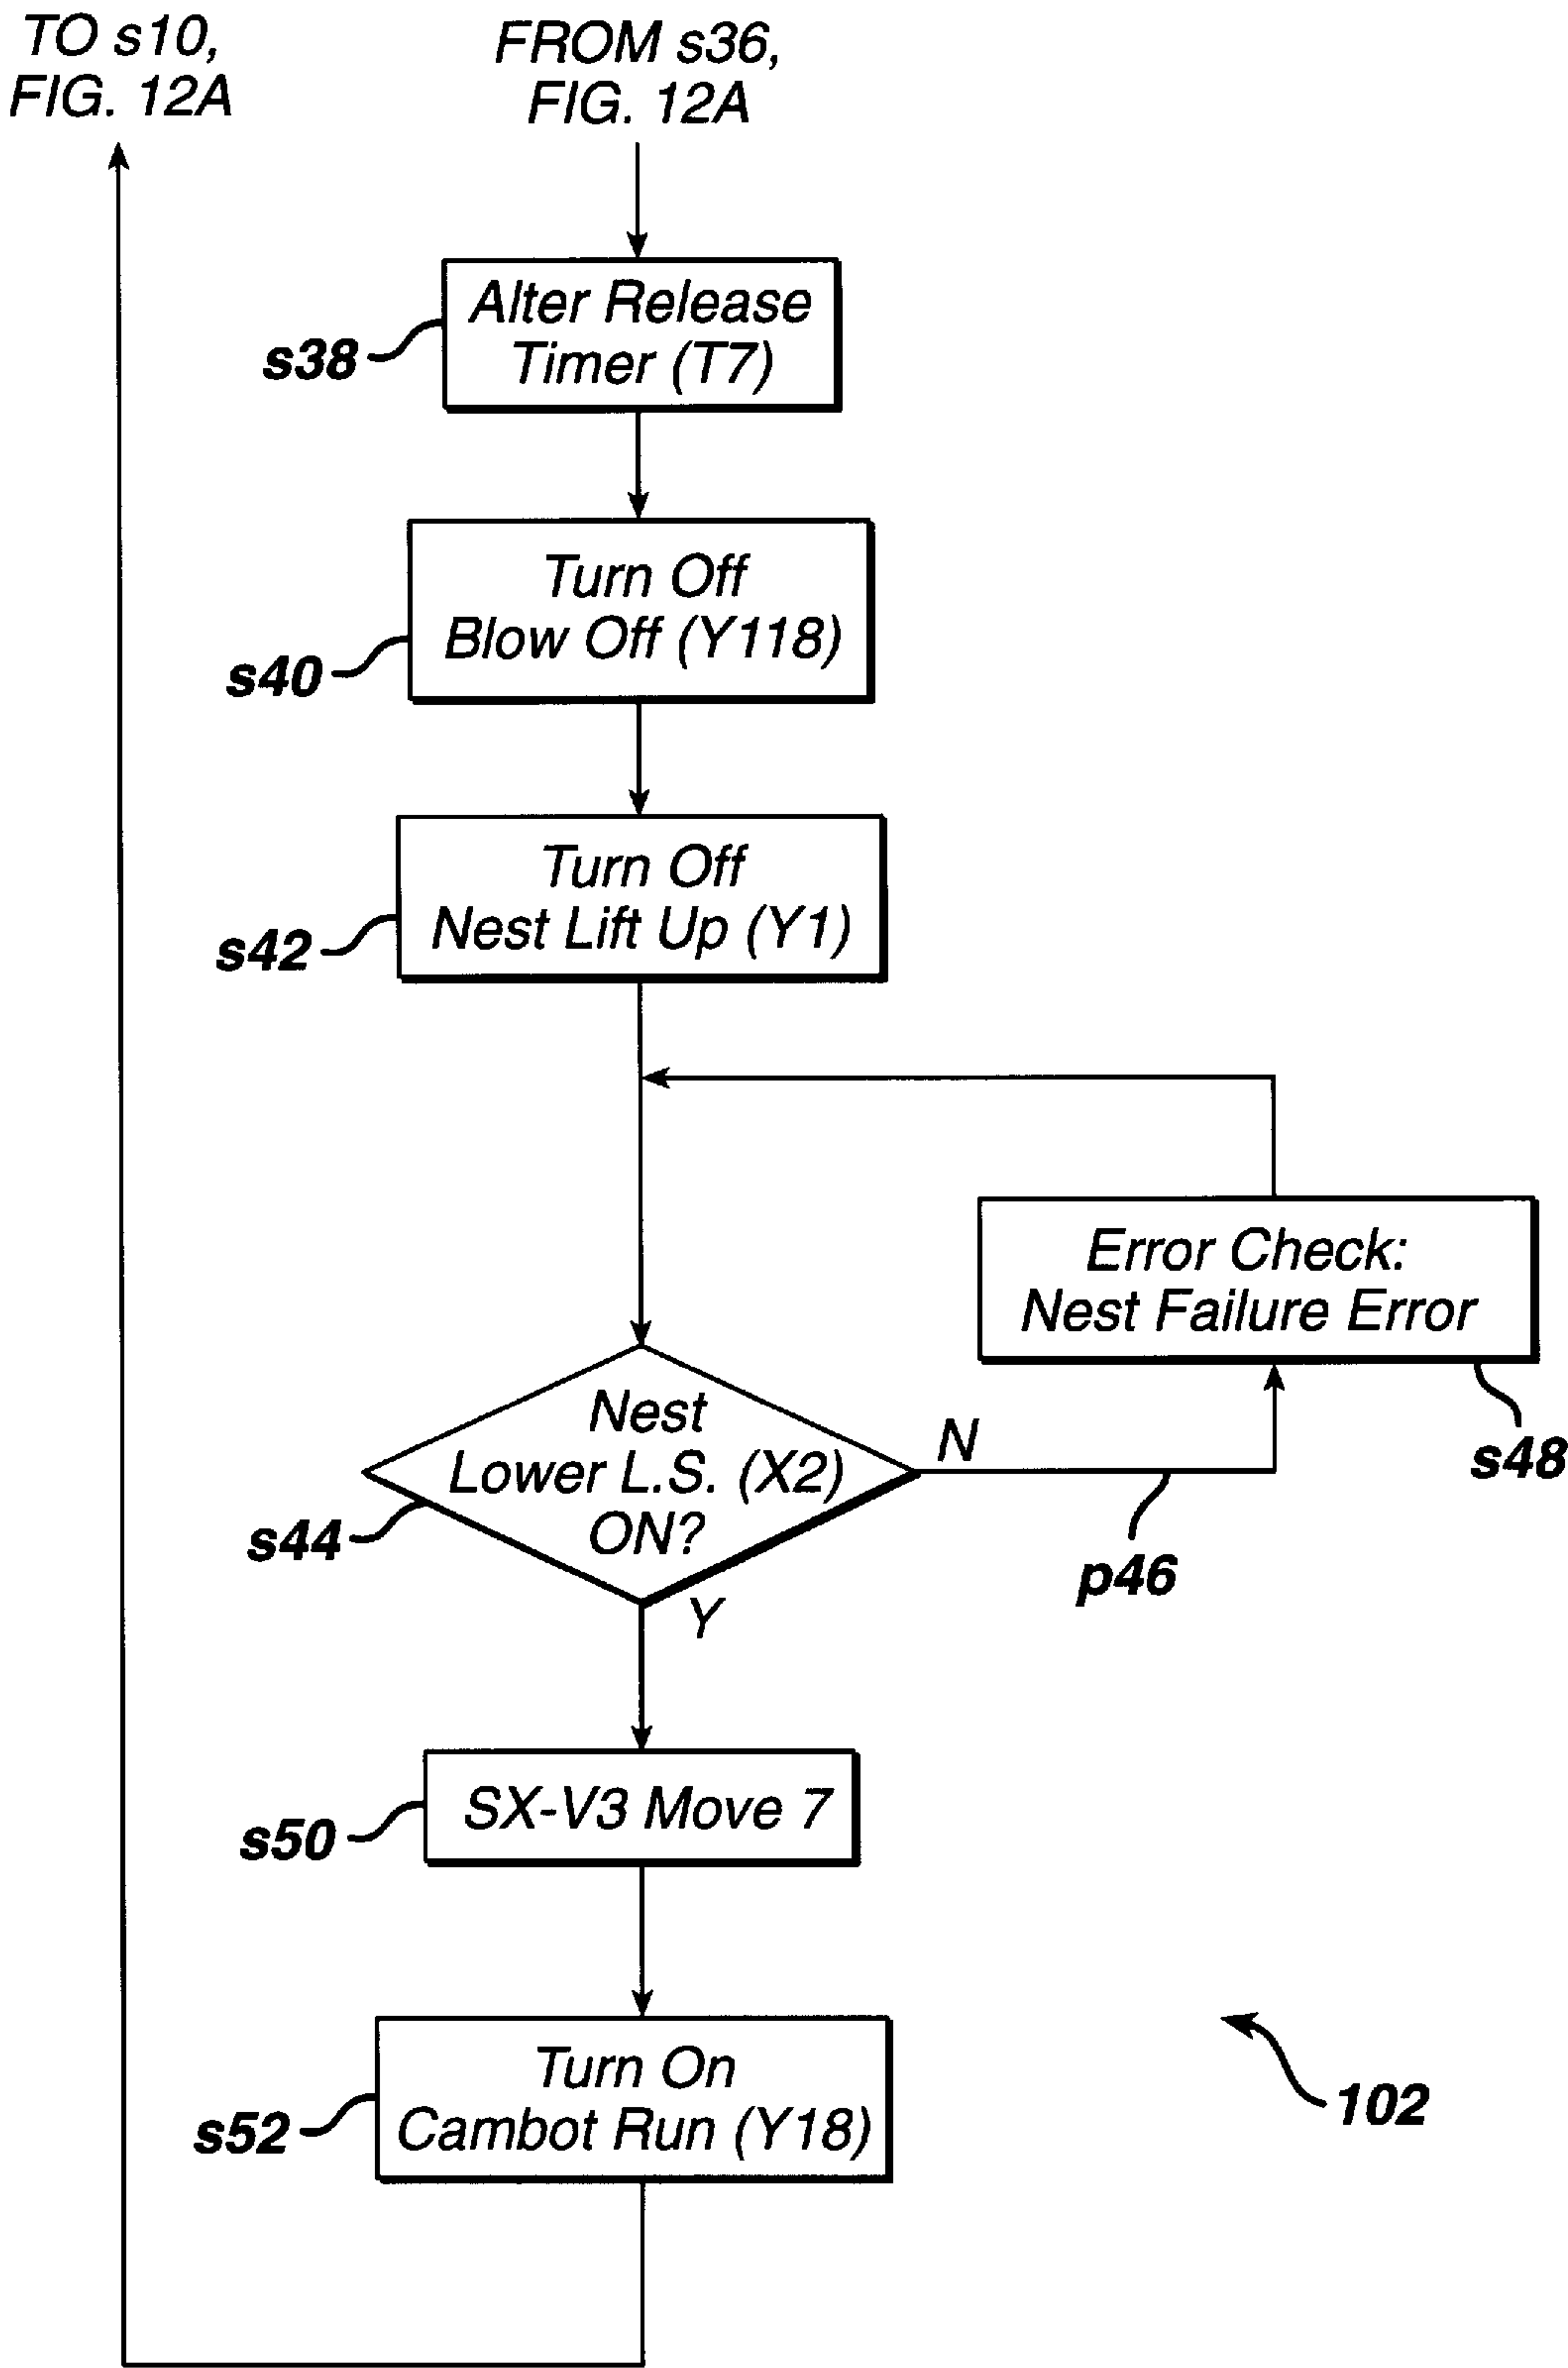 TO s10,
FIG. 12A
FROM s36,
FIG. 12A
Alter Release
Timer (T7)
s38
Turn Off
Blow Off (Y118)
s40
Turn Off
Nest Lift Up (Y1)
s42
Error Check:
Nest Failure Error
s48
Nest
Lower L.S. (X2)
ON?
N
s44
p46
Y
SX-V3 Move 7
s50
Turn On
Cambot Run (Y18)
s52
102